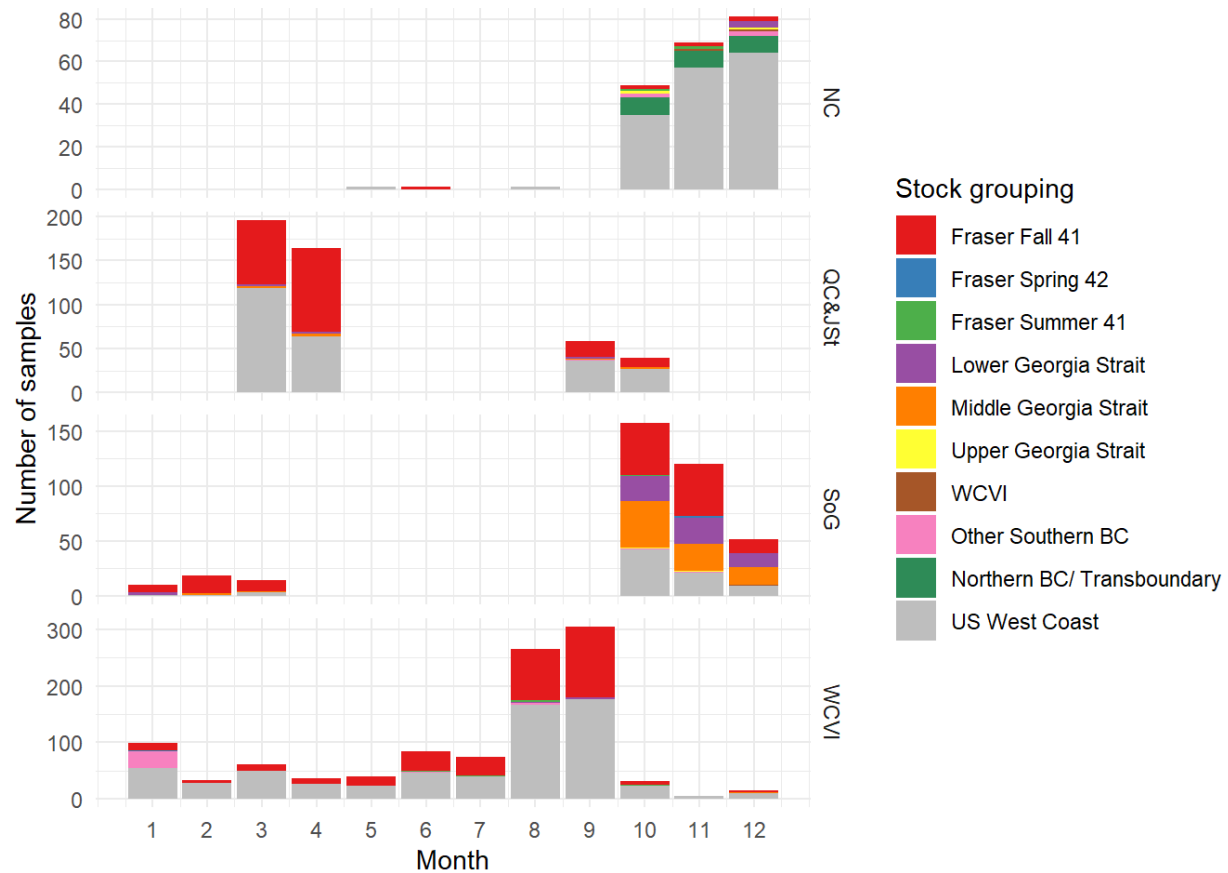 80
60
40
20
0
NC
200
150
100
50
0
QC&JSt
150
100
50
0
SoG
300
200
100
0
WCVI
Number of samples
1 2 3 4 5 6 7 8 9 10 11 12
Month
Stock grouping
Fraser Fall 41
Fraser Spring 42
Fraser Summer 41
Lower Georgia Strait
Middle Georgia Strait
Upper Georgia Strait
WCVI
Other Southern BC
Northern BC/ Transboundary
US West Coast